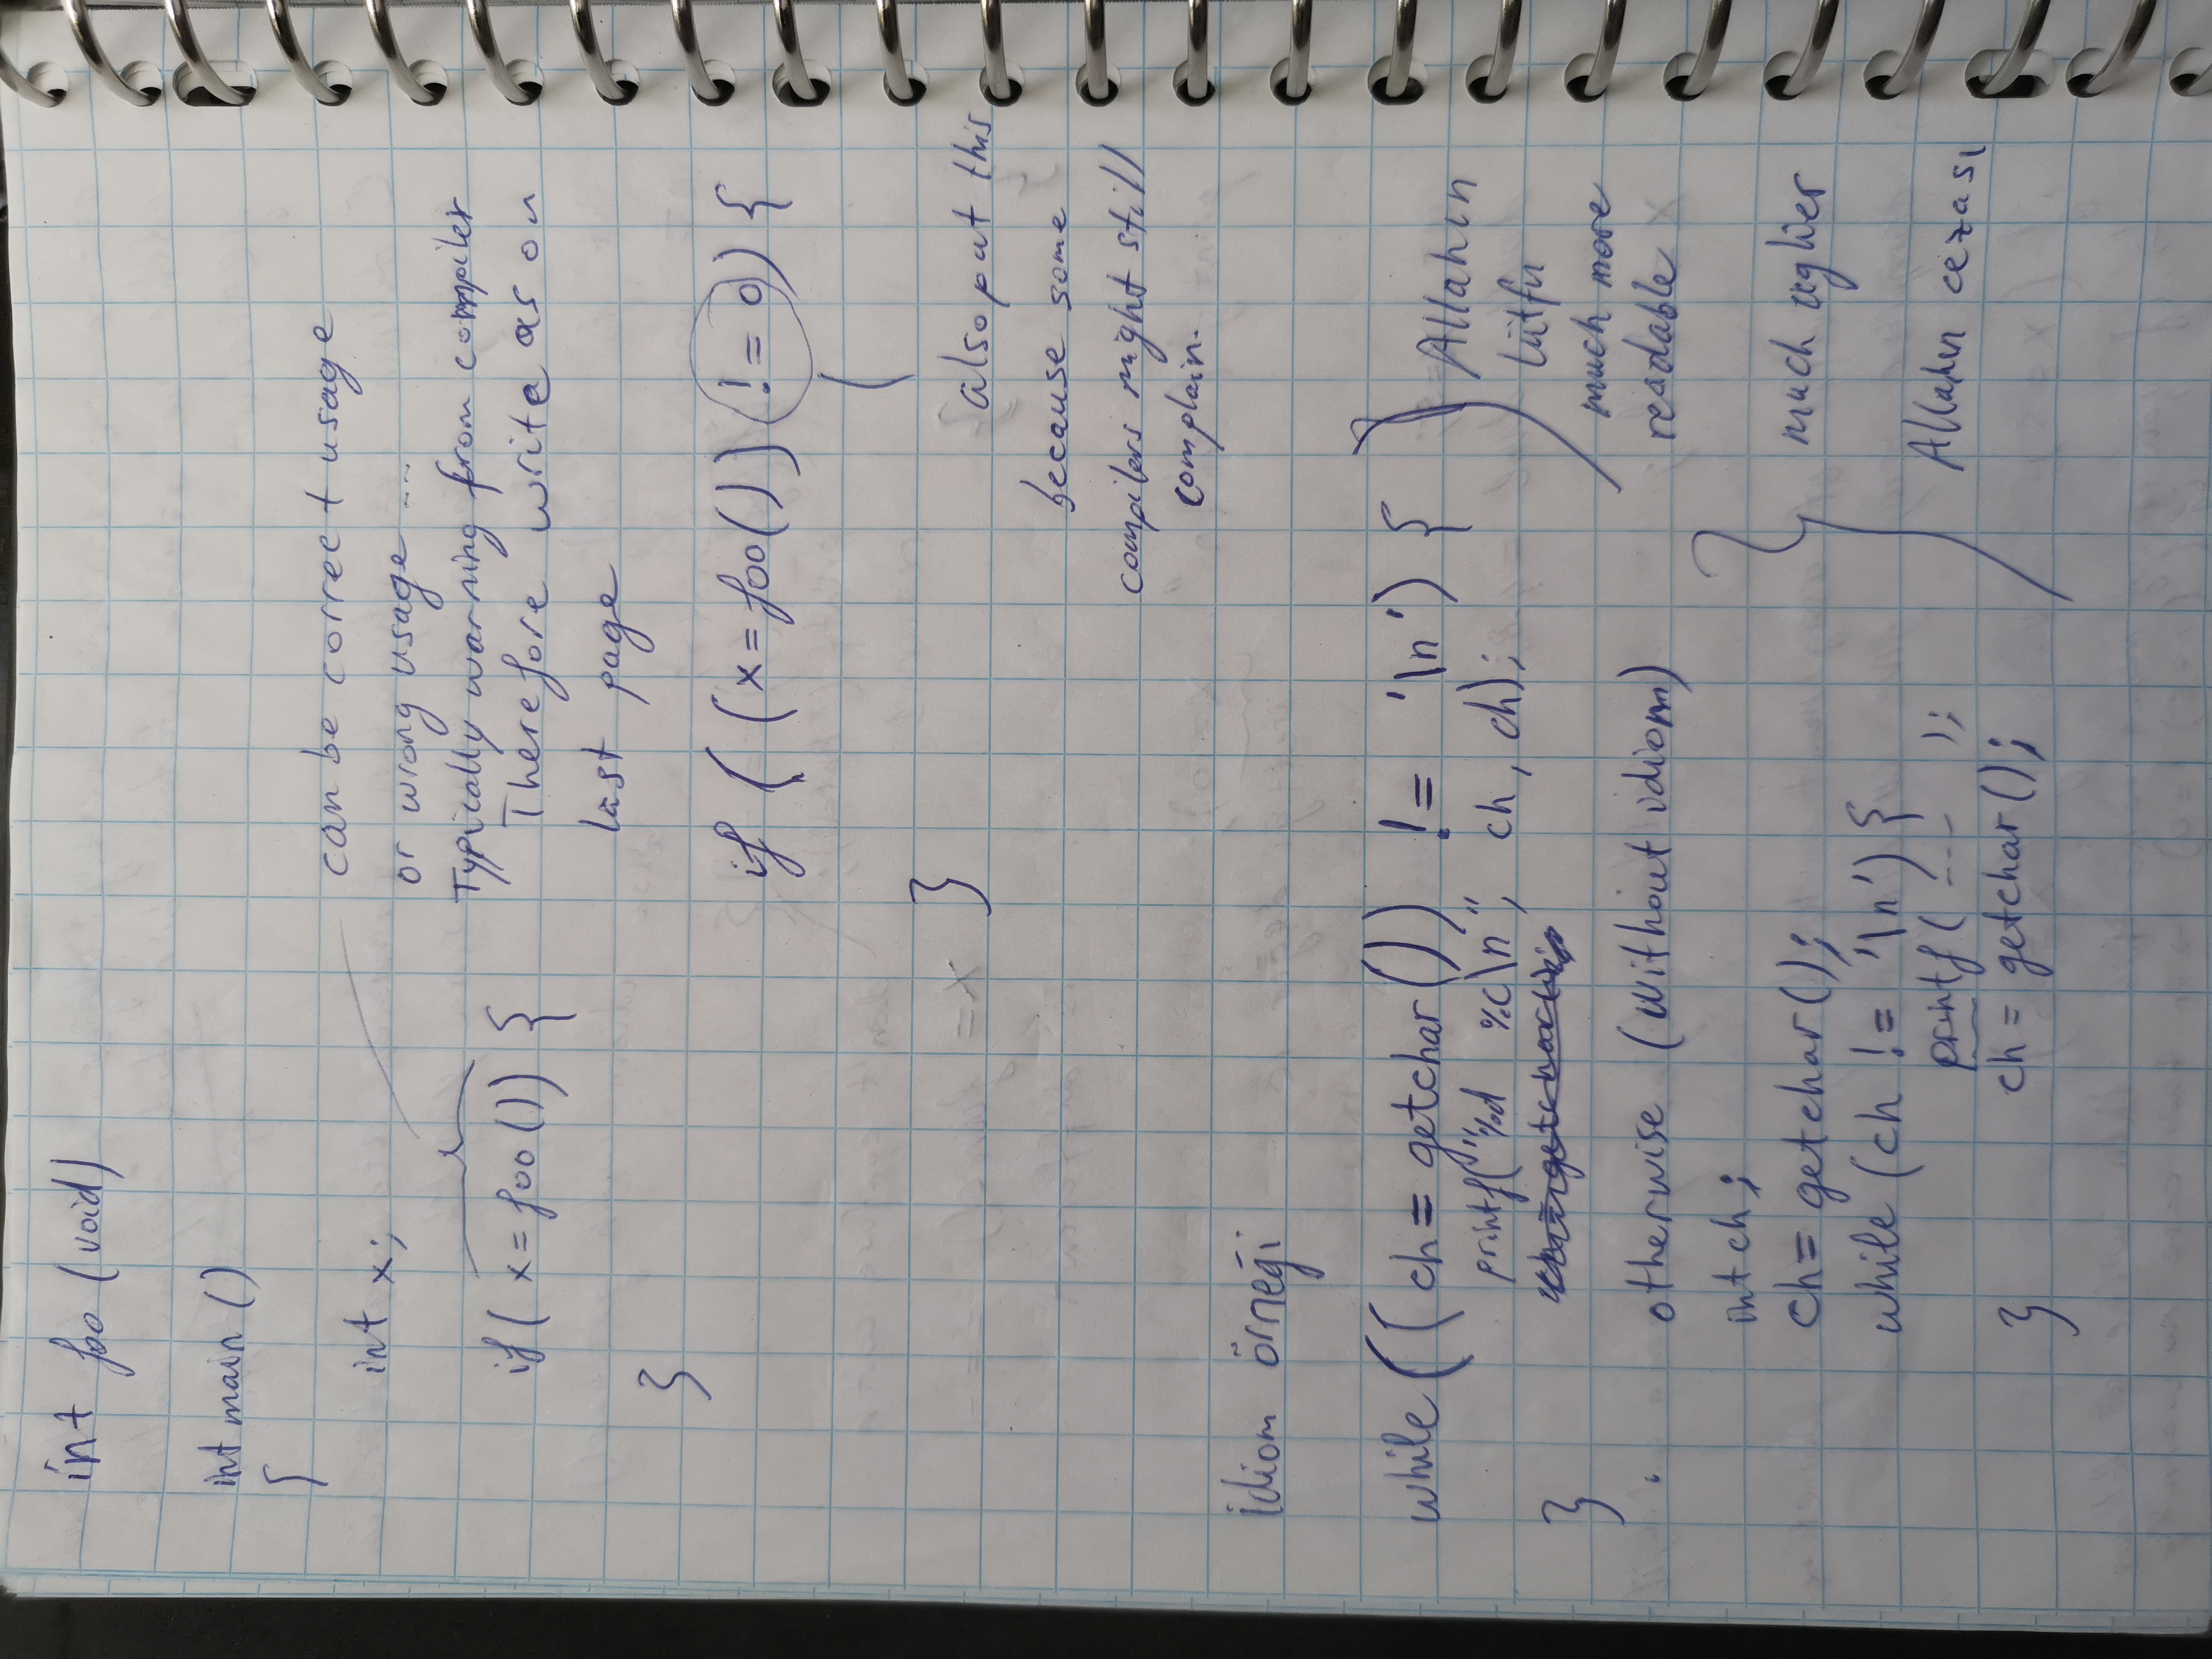 int foo (void)
int main ()
{
int x;
can be correct usage
or wrong usage ...
Typically warning from compiler
Therefore write as on
last page
if( x = foo()) {
}
if ( (x = foo()) != 0) {
}
also put this
because some
compilers might still
complain.
idiom örneği
while (( ch = getchar()) != '\n') {
printf("%d %c\n", ch, ch);
}
Allahın
lütfu
much more
readable
otherwise (without idiom)
int ch;
ch = getchar();
while (ch != '\n') {
printf( ---- );
ch = getchar();
}
much uglier
Allahın cezası